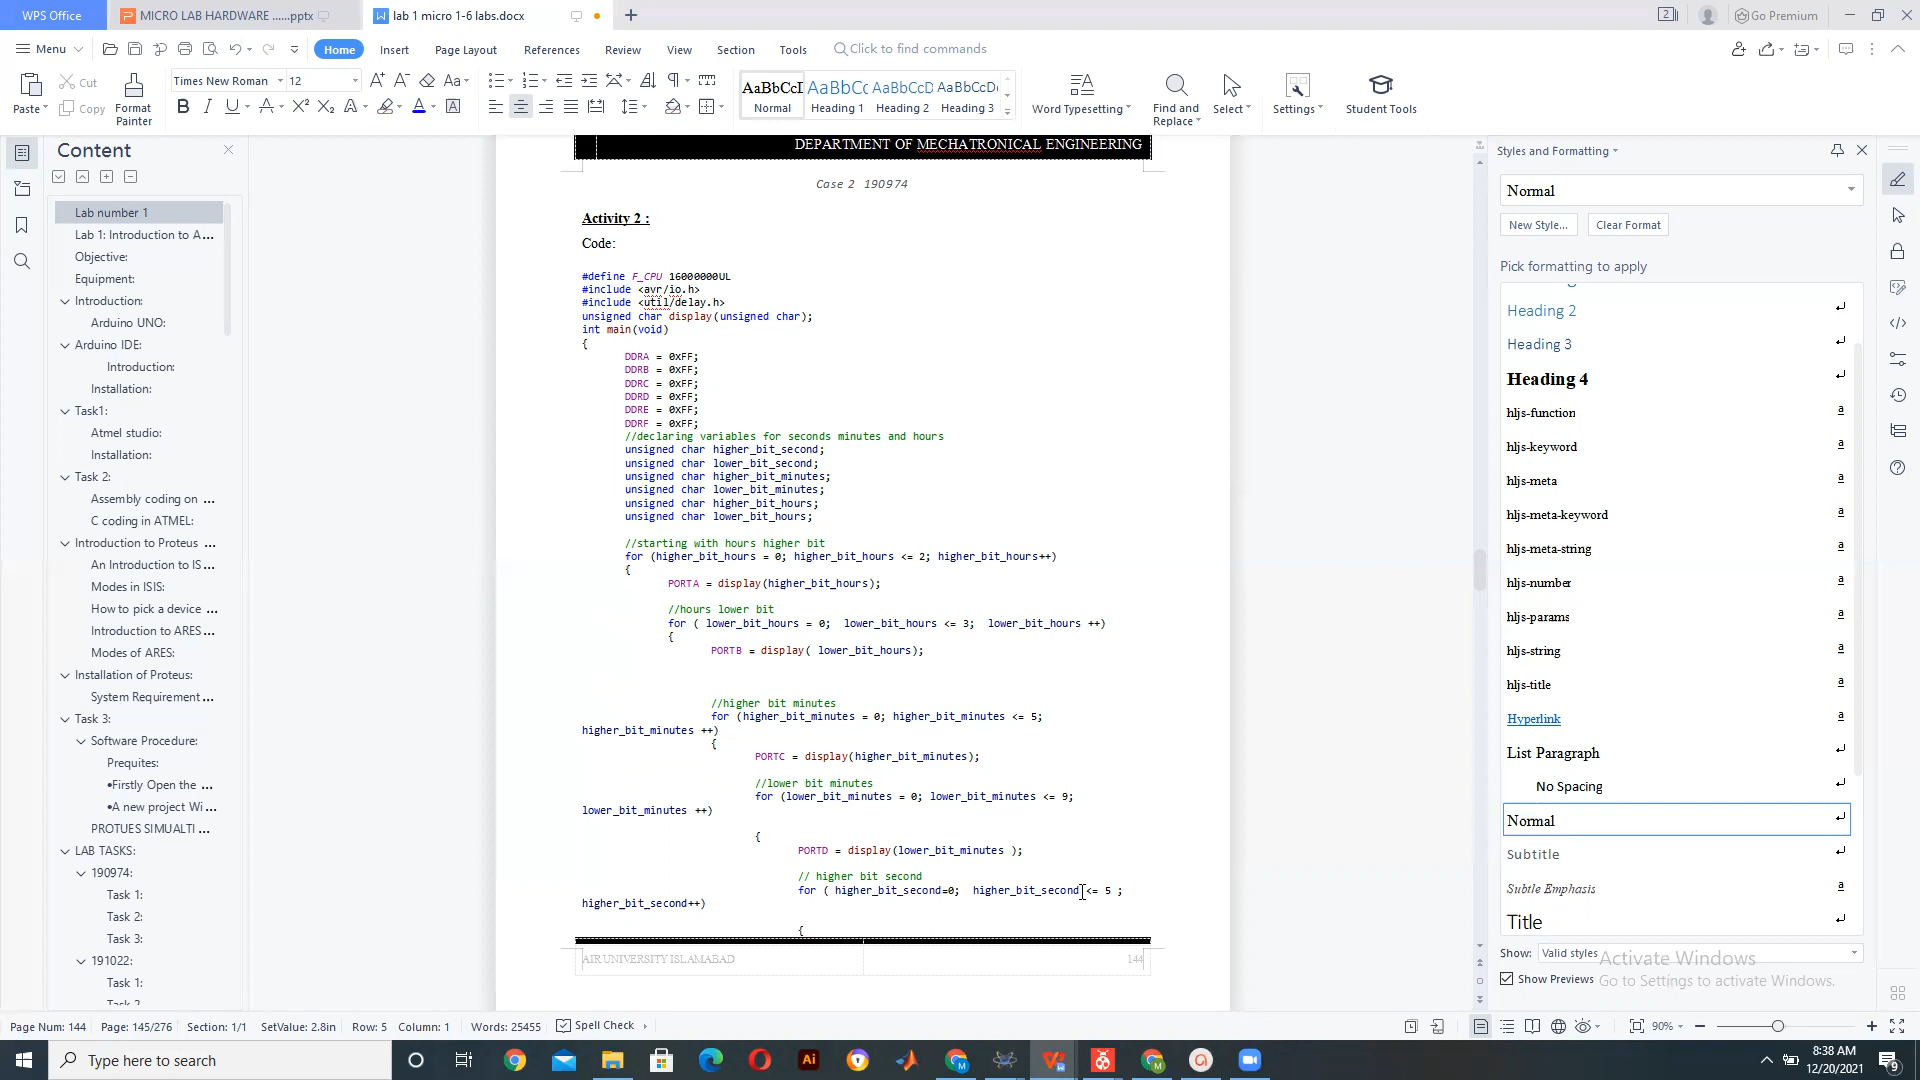 WPS Office
MICRO LAB HARDWARE ......pptx
lab 1 micro 1-6 labs.docx
2
Go Premium
Menu
Home
Insert
Page Layout
References
Review
View
Section
Tools
Click to find commands
Paste
Cut
Copy
Format Painter
Times New Roman
12
AaBbCcI
Normal
AaBbCc
Heading 1
AaBbCcD
Heading 2
AaBbCcD
Heading 3
Word Typesetting
Find and Replace
Select
Settings
Student Tools
Content
Lab number 1
Lab 1: Introduction to A...
Objective:
Equipment:
Introduction:
Arduino UNO:
Arduino IDE:
Introduction:
Installation:
Task1:
Atmel studio:
Installation:
Task 2:
Assembly coding on ...
C coding in ATMEL:
Introduction to Proteus ...
An Introduction to IS...
Modes in ISIS:
How to pick a device ...
Introduction to ARES...
Modes of ARES:
Installation of Proteus:
System Requirement...
Task 3:
Software Procedure:
Prequites:
•Firstly Open the ...
•A new project Wi...
PROTUES SIMUALTI ...
LAB TASKS:
190974:
Task 1:
Task 2:
Task 3:
191022:
Task 1:
Task 2
DEPARTMENT OF MECHATRONICAL ENGINEERING
Case 2 190974
Activity 2 :
Code:
#define F_CPU 16000000UL
#include <avr/io.h>
#include <util/delay.h>
unsigned char display(unsigned char);
int main(void)
{
DDRA = 0xFF;
DDRB = 0xFF;
DDRC = 0xFF;
DDRD = 0xFF;
DDRE = 0xFF;
DDRF = 0xFF;
//declaring variables for seconds minutes and hours
unsigned char higher_bit_second;
unsigned char lower_bit_second;
unsigned char higher_bit_minutes;
unsigned char lower_bit_minutes;
unsigned char higher_bit_hours;
unsigned char lower_bit_hours;
//starting with hours higher bit
for (higher_bit_hours = 0; higher_bit_hours <= 2; higher_bit_hours++)
{
PORTA = display(higher_bit_hours);
//hours lower bit
for ( lower_bit_hours = 0;  lower_bit_hours <= 3;  lower_bit_hours ++)
{
PORTB = display( lower_bit_hours);
//higher bit minutes
for (higher_bit_minutes = 0; higher_bit_minutes <= 5;
higher_bit_minutes ++)
{
PORTC = display(higher_bit_minutes);
//lower bit minutes
for (lower_bit_minutes = 0; lower_bit_minutes <= 9;
lower_bit_minutes ++)
{
PORTD = display(lower_bit_minutes );
// higher bit second
for ( higher_bit_second=0;  higher_bit_second <= 5 ;
higher_bit_second++)
{
AIR UNIVERSITY ISLAMABAD
144
Styles and Formatting
Normal
New Style...
Clear Format
Pick formatting to apply
Heading 2
Heading 3
Heading 4
hljs-function
hljs-keyword
hljs-meta
hljs-meta-keyword
hljs-meta-string
hljs-number
hljs-params
hljs-string
hljs-title
Hyperlink
List Paragraph
No Spacing
Normal
Subtitle
Subtle Emphasis
Title
Show: Valid styles
Show Previews
Activate Windows
Go to Settings to activate Windows.
Page Num: 144
Page: 145/276
Section: 1/1
SetValue: 2.8in
Row: 5
Column: 1
Words: 25455
Spell Check
90%
Type here to search
8:38 AM
12/20/2021
9